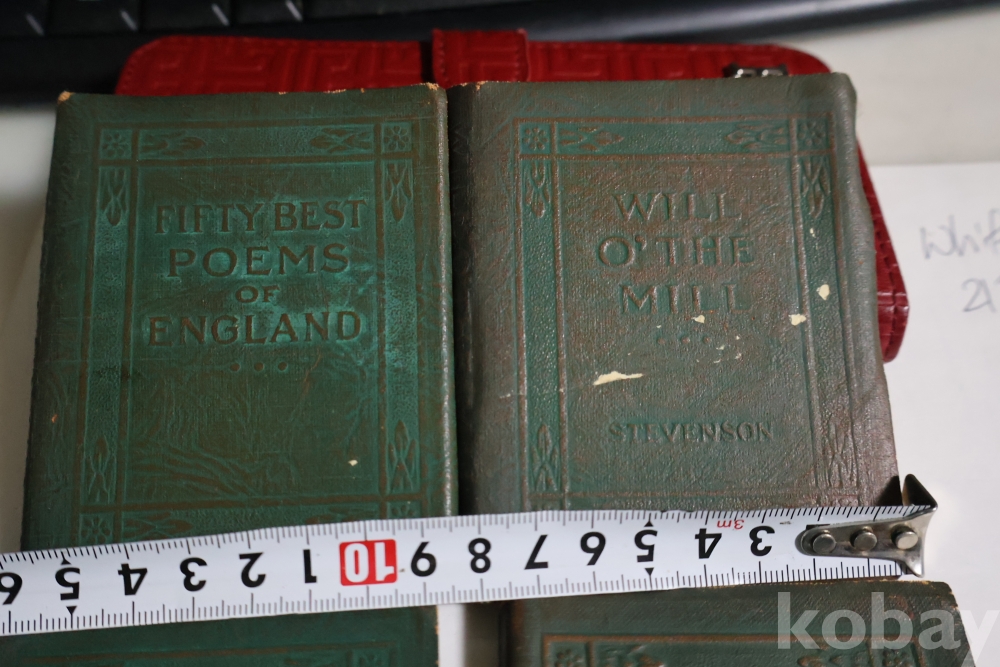 FIFTY BEST
POEMS
OF
ENGLAND
WILL
O' THE
MILL
STEVENSON
3 4 3m 5 6 7 8 9 10 1 2 3 4 5 6
kobay